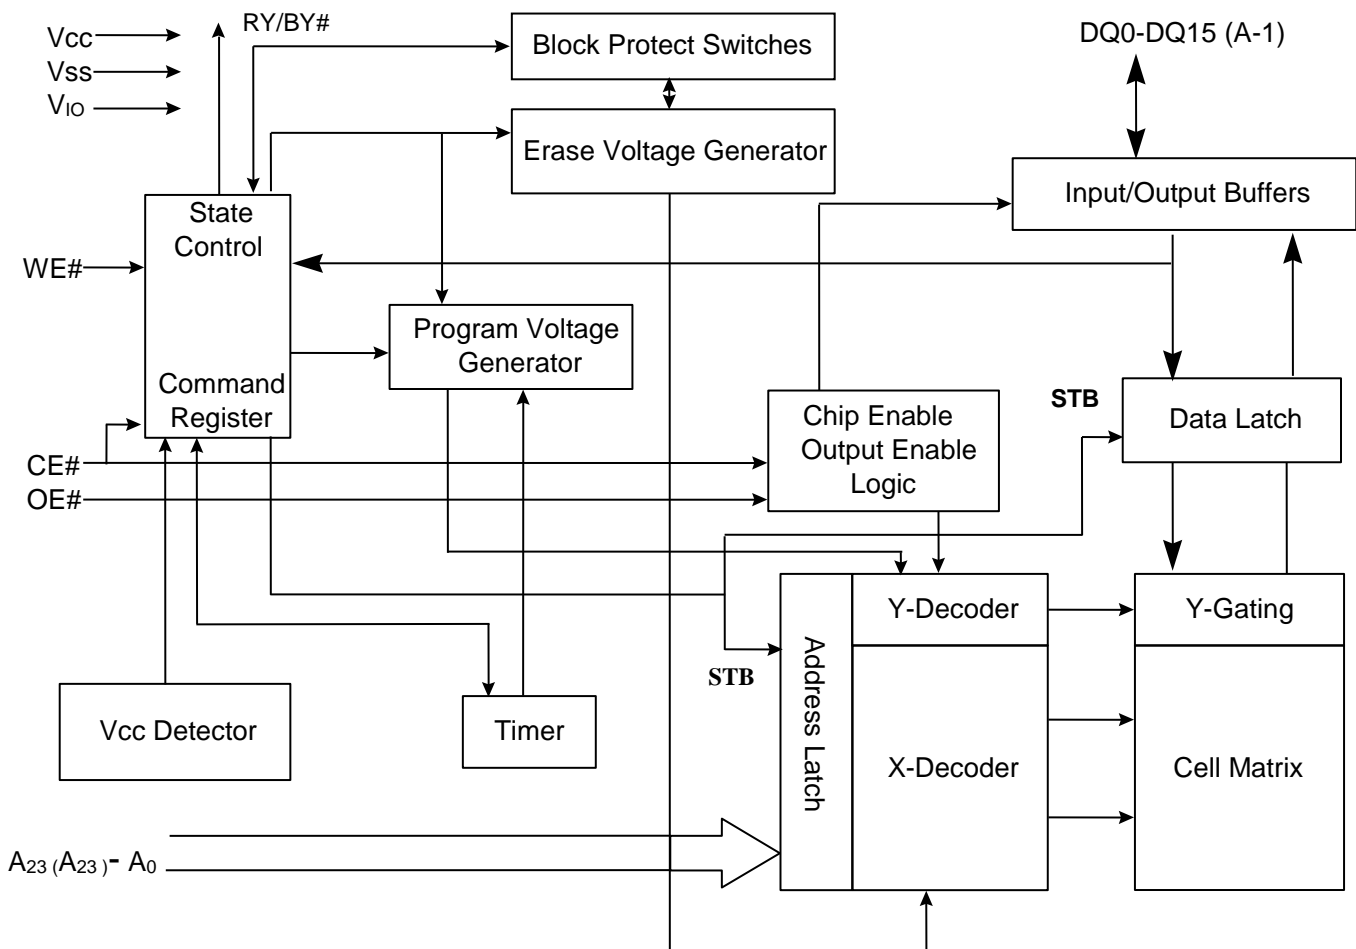 Vcc
Vss
VIO
RY/BY#
Block Protect Switches
DQ0-DQ15 (A-1)
Erase Voltage Generator
Input/Output Buffers
State
Control
WE#
Program Voltage
Generator
Command
Register
STB
Chip Enable
Output Enable
Logic
Data Latch
CE#
OE#
Y-Decoder
Y-Gating
Address Latch
STB
Vcc Detector
Timer
X-Decoder
Cell Matrix
A23 (A23 )- A0